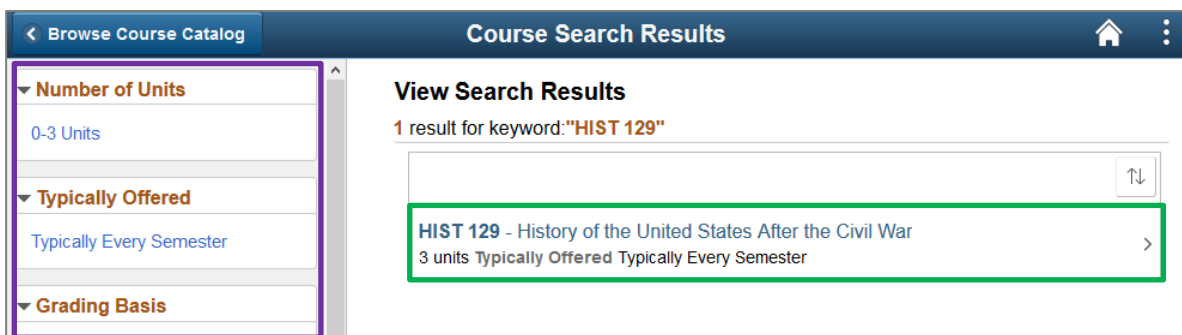 Browse Course Catalog
Course Search Results
Number of Units
0-3 Units
Typically Offered
Typically Every Semester
Grading Basis
View Search Results
1 result for keyword:"HIST 129"
HIST 129 - History of the United States After the Civil War
3 units Typically Offered Typically Every Semester